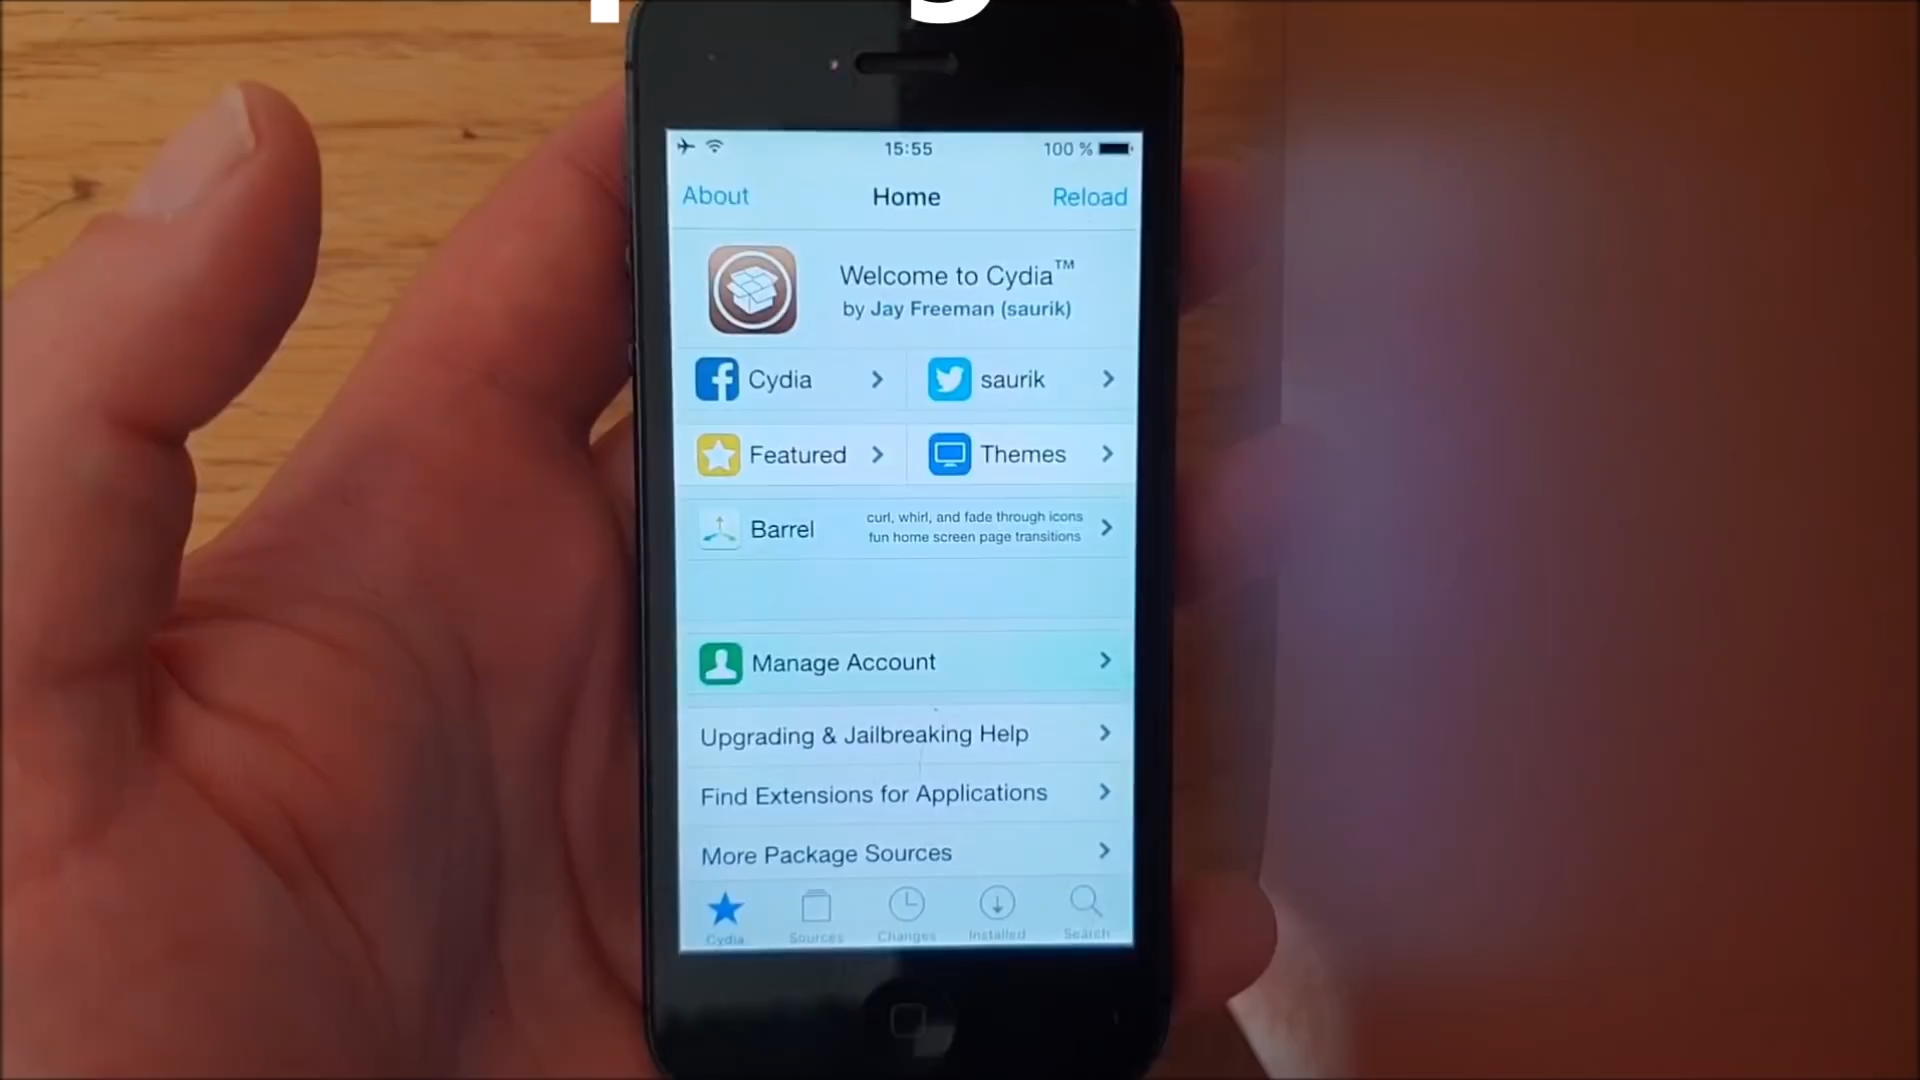 15:55
100 %
About
Home
Reload
Welcome to Cydia™
by Jay Freeman (saurik)
Cydia
saurik
Featured
Themes
Barrel
curl, whirl, and fade through icons
fun home screen page transitions
Manage Account
Upgrading & Jailbreaking Help
Find Extensions for Applications
More Package Sources
Cydia
Sources
Changes
Installed
Search